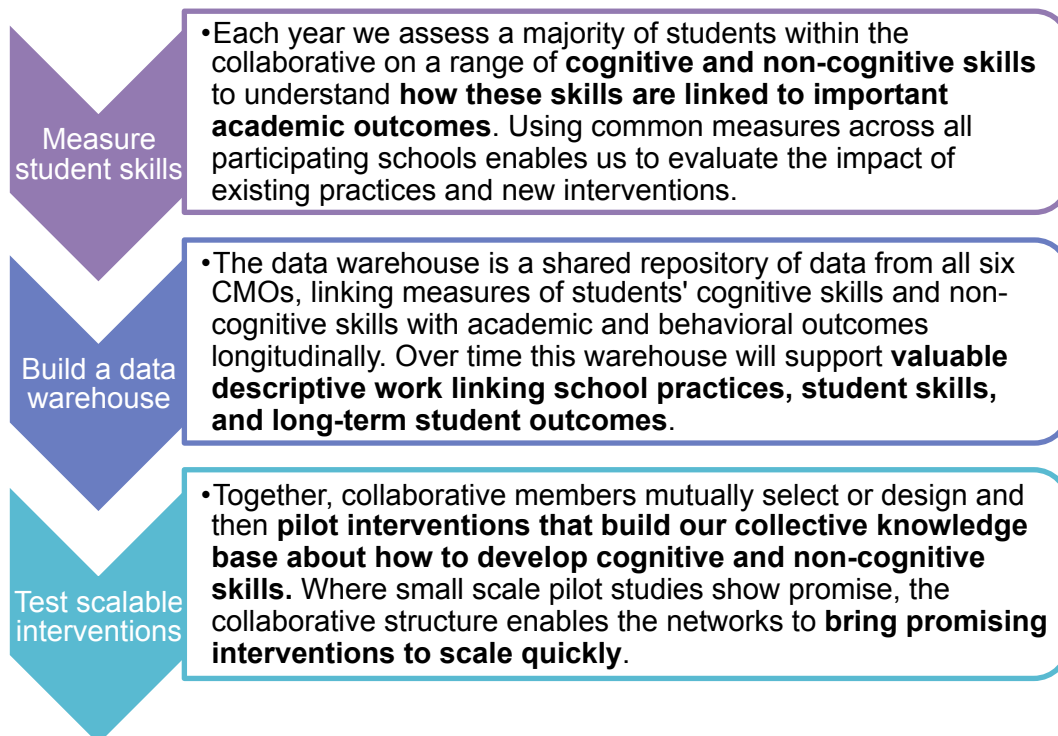 Measure
student skills
•Each year we assess a majority of students within the
collaborative on a range of cognitive and non-cognitive skills
to understand how these skills are linked to important
academic outcomes. Using common measures across all
participating schools enables us to evaluate the impact of
existing practices and new interventions.
Build a data
warehouse
•The data warehouse is a shared repository of data from all six
CMOs, linking measures of students' cognitive skills and non-
cognitive skills with academic and behavioral outcomes
longitudinally. Over time this warehouse will support valuable
descriptive work linking school practices, student skills,
and long-term student outcomes.
Test scalable
interventions
•Together, collaborative members mutually select or design and
then pilot interventions that build our collective knowledge
base about how to develop cognitive and non-cognitive
skills. Where small scale pilot studies show promise, the
collaborative structure enables the networks to bring promising
interventions to scale quickly.